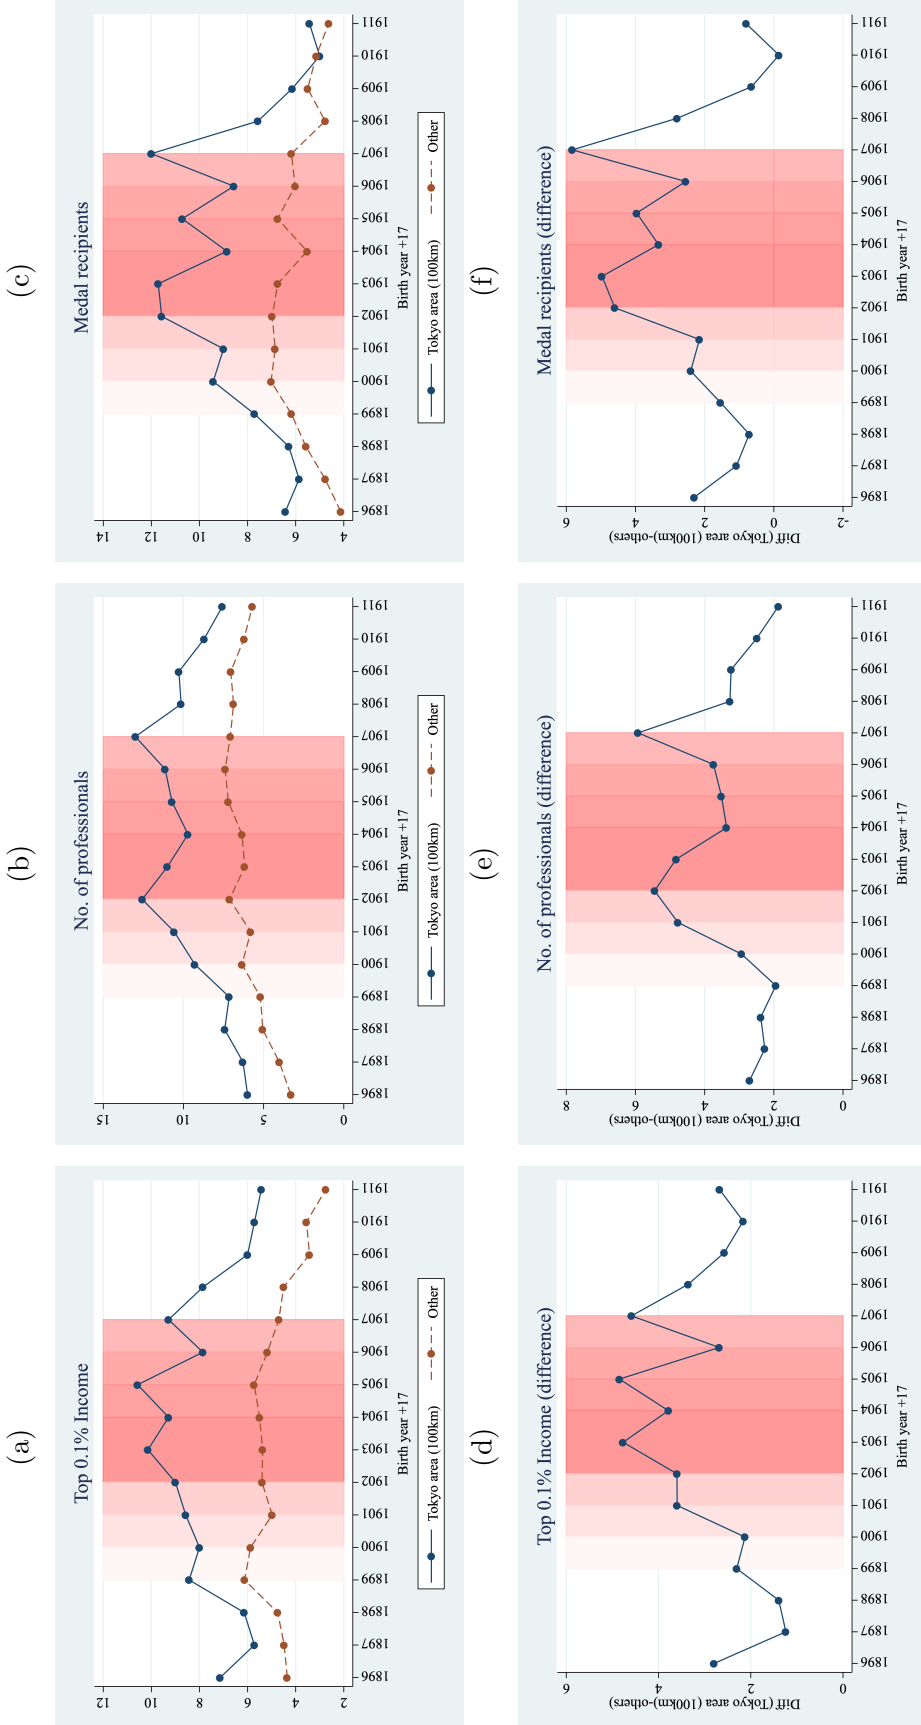 (a)
Top 0.1% Income
12
10
8
6
4
2
1896 1897 1898 1899 1900 1901 1902 1903 1904 1905 1906 1907 1908 1909 1910 1911
Birth year +17
Tokyo area (100km) Other
(b)
No. of professionals
15
10
5
0
1896 1897 1898 1899 1900 1901 1902 1903 1904 1905 1906 1907 1908 1909 1910 1911
Birth year +17
Tokyo area (100km) Other
(c)
Medal recipients
14
12
10
8
6
4
1896 1897 1898 1899 1900 1901 1902 1903 1904 1905 1906 1907 1908 1909 1910 1911
Birth year +17
Tokyo area (100km) Other
(d)
Top 0.1% Income (difference)
Diff(Tokyo area (100km)-others)
6
4
2
0
1896 1897 1898 1899 1900 1901 1902 1903 1904 1905 1906 1907 1908 1909 1910 1911
Birth year +17
(e)
No. of professionals (difference)
Diff(Tokyo area (100km)-others)
8
6
4
2
0
1896 1897 1898 1899 1900 1901 1902 1903 1904 1905 1906 1907 1908 1909 1910 1911
Birth year +17
(f)
Medal recipients (difference)
Diff(Tokyo area (100km)-others)
6
4
2
0
-2
1896 1897 1898 1899 1900 1901 1902 1903 1904 1905 1906 1907 1908 1909 1910 1911
Birth year +17